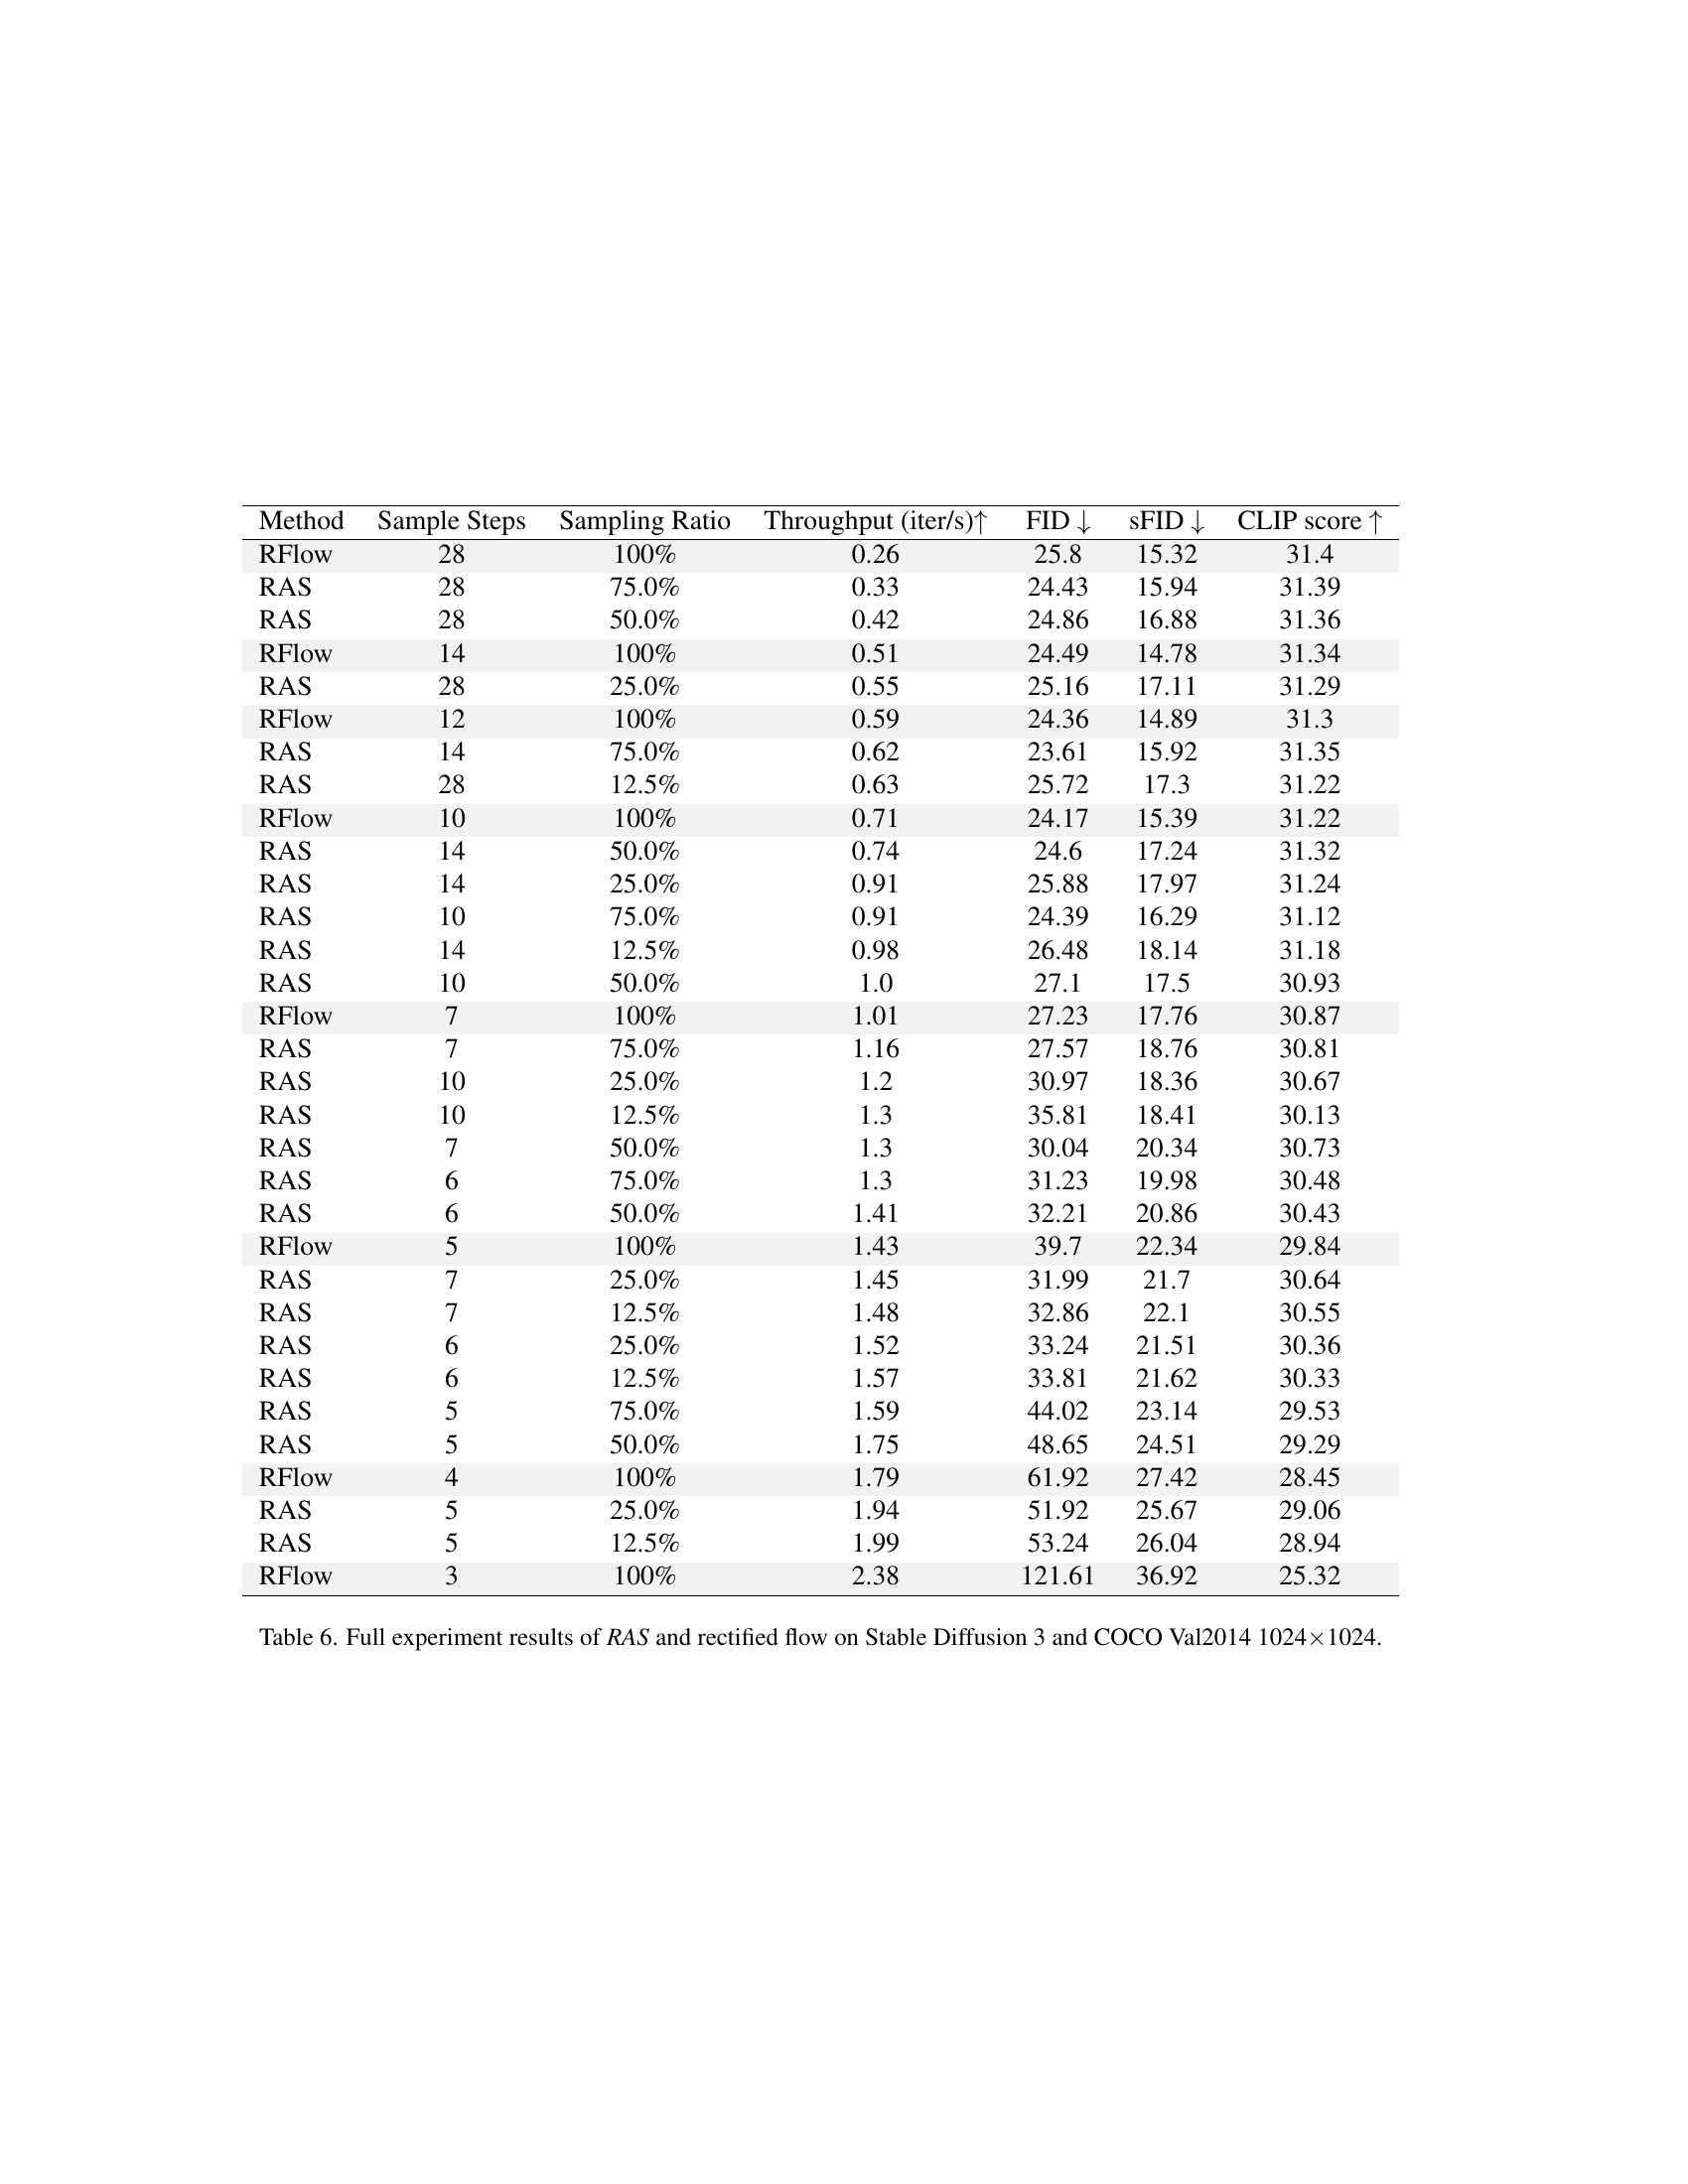 Method Sample Steps Sampling Ratio Throughput (iter/s)↑ FID ↓ sFID ↓ CLIP score ↑
RFlow 28 100% 0.26 25.8 15.32 31.4
RAS 28 75.0% 0.33 24.43 15.94 31.39
RAS 28 50.0% 0.42 24.86 16.88 31.36
RFlow 14 100% 0.51 24.49 14.78 31.34
RAS 28 25.0% 0.55 25.16 17.11 31.29
RFlow 12 100% 0.59 24.36 14.89 31.3
RAS 14 75.0% 0.62 23.61 15.92 31.35
RAS 28 12.5% 0.63 25.72 17.3 31.22
RFlow 10 100% 0.71 24.17 15.39 31.22
RAS 14 50.0% 0.74 24.6 17.24 31.32
RAS 14 25.0% 0.91 25.88 17.97 31.24
RAS 10 75.0% 0.91 24.39 16.29 31.12
RAS 14 12.5% 0.98 26.48 18.14 31.18
RAS 10 50.0% 1.0 27.1 17.5 30.93
RFlow 7 100% 1.01 27.23 17.76 30.87
RAS 7 75.0% 1.16 27.57 18.76 30.81
RAS 10 25.0% 1.2 30.97 18.36 30.67
RAS 10 12.5% 1.3 35.81 18.41 30.13
RAS 7 50.0% 1.3 30.04 20.34 30.73
RAS 6 75.0% 1.3 31.23 19.98 30.48
RAS 6 50.0% 1.41 32.21 20.86 30.43
RFlow 5 100% 1.43 39.7 22.34 29.84
RAS 7 25.0% 1.45 31.99 21.7 30.64
RAS 7 12.5% 1.48 32.86 22.1 30.55
RAS 6 25.0% 1.52 33.24 21.51 30.36
RAS 6 12.5% 1.57 33.81 21.62 30.33
RAS 5 75.0% 1.59 44.02 23.14 29.53
RAS 5 50.0% 1.75 48.65 24.51 29.29
RFlow 4 100% 1.79 61.92 27.42 28.45
RAS 5 25.0% 1.94 51.92 25.67 29.06
RAS 5 12.5% 1.99 53.24 26.04 28.94
RFlow 3 100% 2.38 121.61 36.92 25.32
Table 6. Full experiment results of RAS and rectified flow on Stable Diffusion 3 and COCO Val2014 1024×1024.